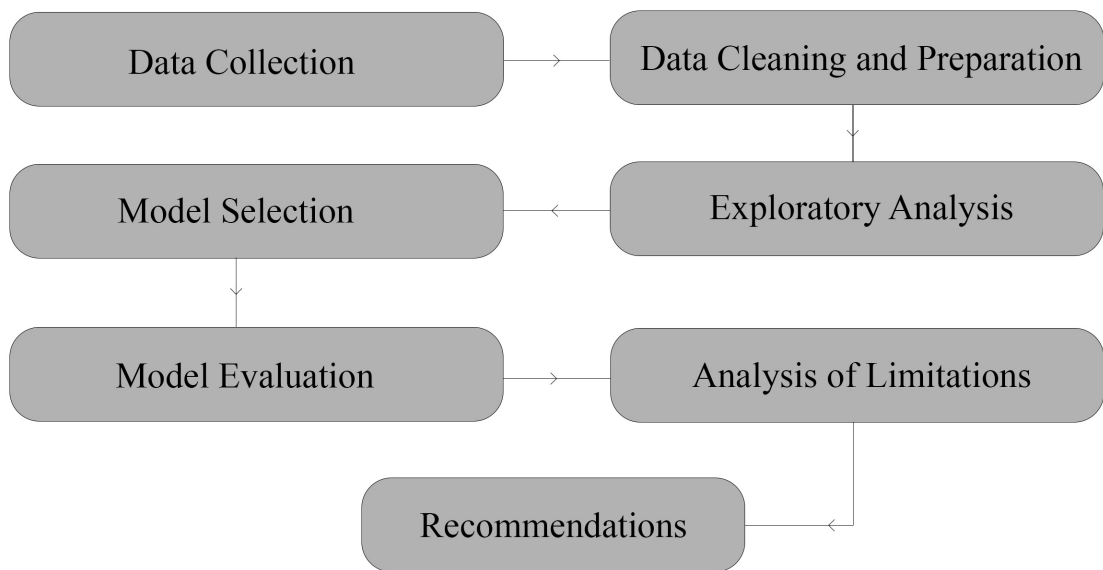 Data Collection
Data Cleaning and Preparation
Exploratory Analysis
Model Selection
Model Evaluation
Analysis of Limitations
Recommendations